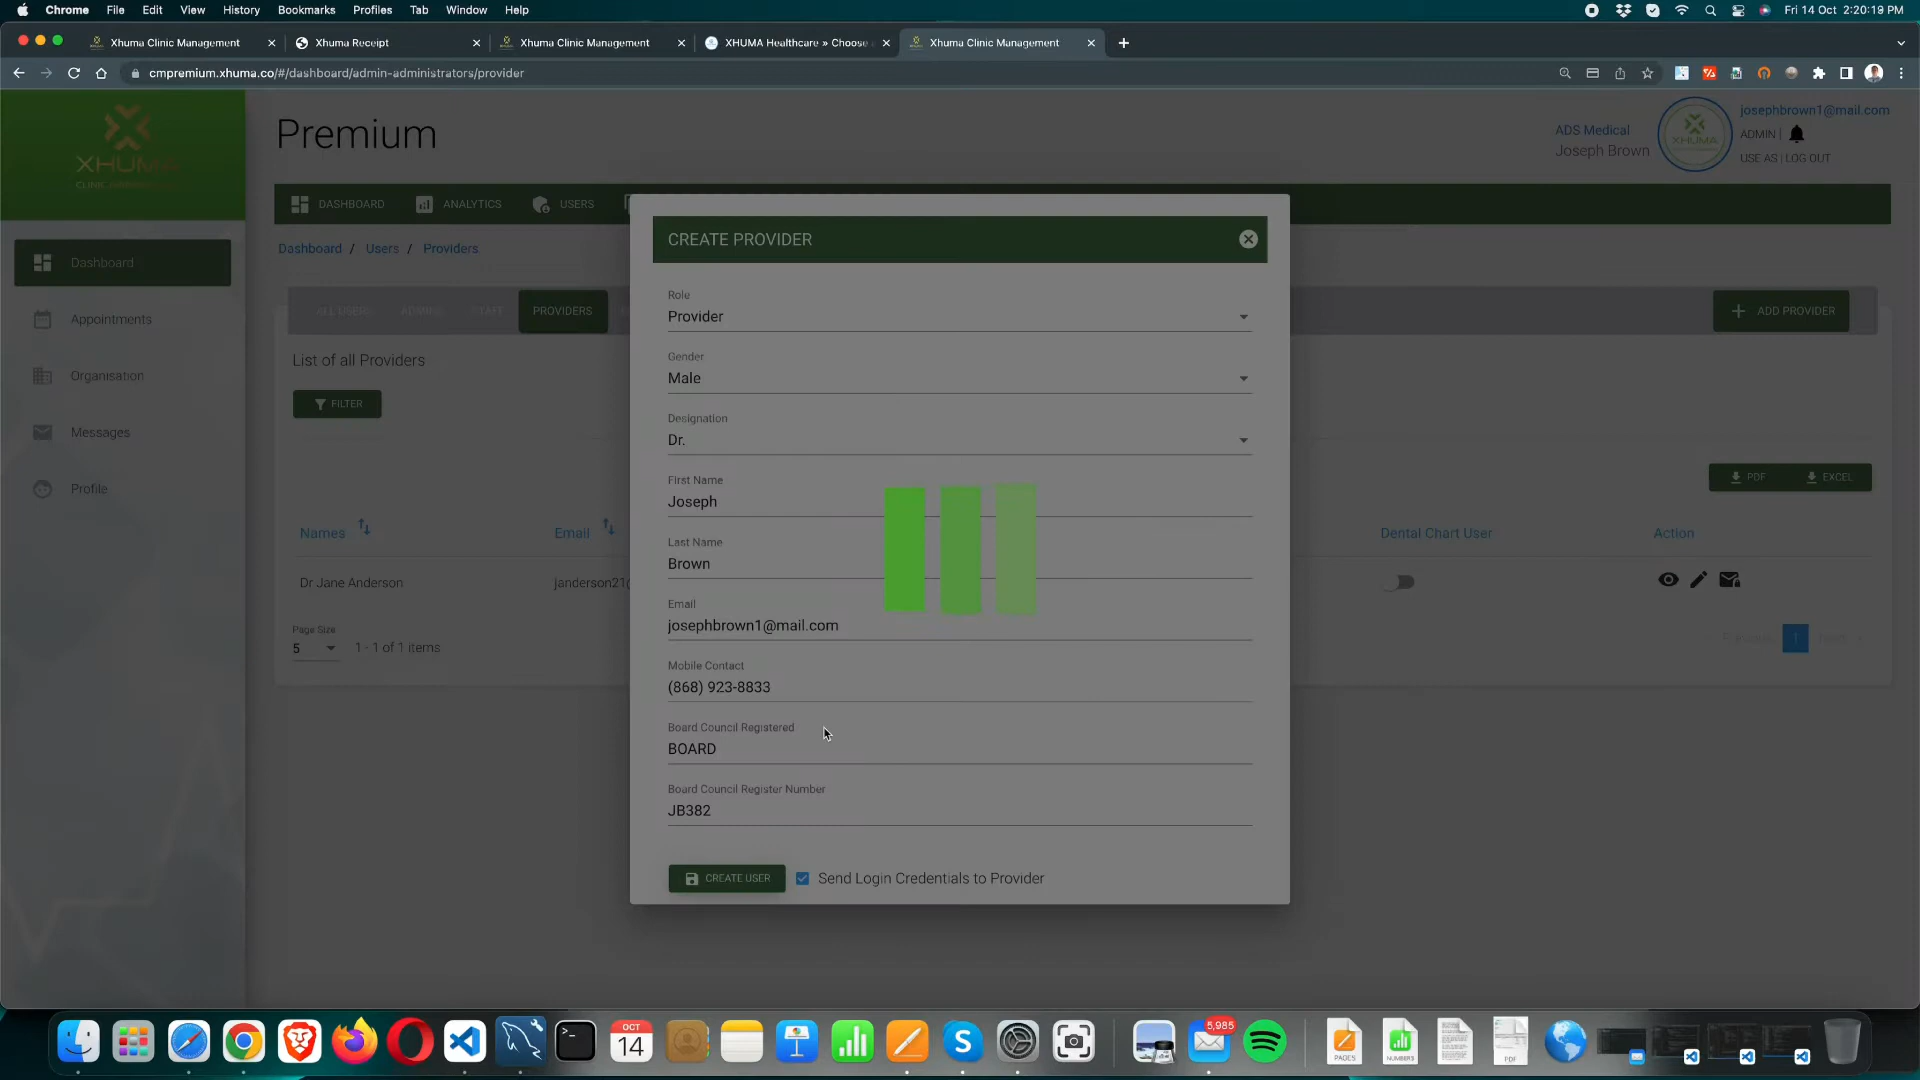 Chrome File Edit View History Bookmarks Profiles Tab Window Help
Fri 14 Oct 2:20:19 PM
Xhuma Clinic Management
Xhuma Receipt
Xhuma Clinic Management
XHUMA Healthcare » Choose
Xhuma Clinic Management
cmpremium.xhuma.co/#/dashboard/admin-administrators/provider
XHUMA
Premium
josephbrown1@mail.com
ADS Medical
ADMIN |
Joseph Brown
XHUMA
USE AS | LOG OUT
DASHBOARD
ANALYTICS
USERS
Dashboard / Users / Providers
CREATE PROVIDER
Dashboard
Appointments
Organisation
Messages
Profile
STAFF
PROVIDERS
ADD PROVIDER
List of all Providers
FILTER
PDF
EXCEL
Names
Email
Dental Chart User
Action
Dr Jane Anderson
janderson21
Page Size
5
1 - 1 of 1 items
1
Role
Provider
Gender
Male
Designation
Dr.
First Name
Joseph
Last Name
Brown
Email
josephbrown1@mail.com
Mobile Contact
(868) 923-8833
Board Council Registered
BOARD
Board Council Register Number
JB382
CREATE USER
Send Login Credentials to Provider
OCT
14
5,985
PAGES
NUMBERS
PDF